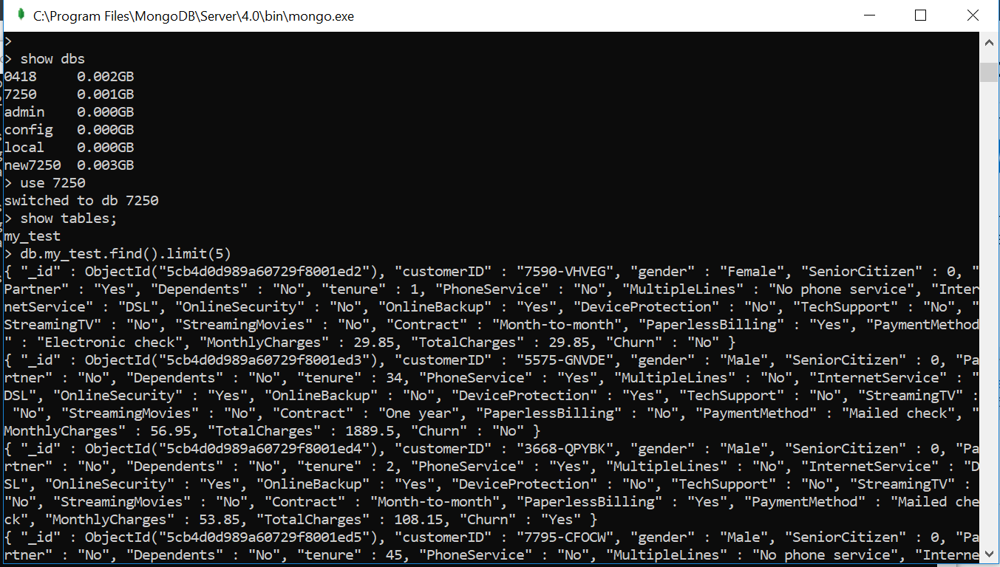 C:\Program Files\MongoDB\Server\4.0\bin\mongo.exe
>
> show dbs
0418     0.002GB
7250     0.001GB
admin    0.000GB
config   0.000GB
local    0.000GB
new7250  0.003GB
> use 7250
switched to db 7250
> show tables;
my_test
> db.my_test.find().limit(5)
{ "_id" : ObjectId("5cb4d0d989a60729f8001ed2"), "customerID" : "7590-VHVEG", "gender" : "Female", "SeniorCitizen" : 0, "
Partner" : "Yes", "Dependents" : "No", "tenure" : 1, "PhoneService" : "No", "MultipleLines" : "No phone service", "Inter
netService" : "DSL", "OnlineSecurity" : "No", "OnlineBackup" : "Yes", "DeviceProtection" : "No", "TechSupport" : "No", "
StreamingTV" : "No", "StreamingMovies" : "No", "Contract" : "Month-to-month", "PaperlessBilling" : "Yes", "PaymentMethod
" : "Electronic check", "MonthlyCharges" : 29.85, "TotalCharges" : 29.85, "Churn" : "No" }
{ "_id" : ObjectId("5cb4d0d989a60729f8001ed3"), "customerID" : "5575-GNVDE", "gender" : "Male", "SeniorCitizen" : 0, "Pa
rtner" : "No", "Dependents" : "No", "tenure" : 34, "PhoneService" : "Yes", "MultipleLines" : "No", "InternetService" : "
DSL", "OnlineSecurity" : "Yes", "OnlineBackup" : "No", "DeviceProtection" : "Yes", "TechSupport" : "No", "StreamingTV" :
 "No", "StreamingMovies" : "No", "Contract" : "One year", "PaperlessBilling" : "No", "PaymentMethod" : "Mailed check", "
MonthlyCharges" : 56.95, "TotalCharges" : 1889.5, "Churn" : "No" }
{ "_id" : ObjectId("5cb4d0d989a60729f8001ed4"), "customerID" : "3668-QPYBK", "gender" : "Male", "SeniorCitizen" : 0, "Pa
rtner" : "No", "Dependents" : "No", "tenure" : 2, "PhoneService" : "Yes", "MultipleLines" : "No", "InternetService" : "D
SL", "OnlineSecurity" : "Yes", "OnlineBackup" : "Yes", "DeviceProtection" : "No", "TechSupport" : "No", "StreamingTV" :
"No", "StreamingMovies" : "No", "Contract" : "Month-to-month", "PaperlessBilling" : "Yes", "PaymentMethod" : "Mailed che
ck", "MonthlyCharges" : 53.85, "TotalCharges" : 108.15, "Churn" : "Yes" }
{ "_id" : ObjectId("5cb4d0d989a60729f8001ed5"), "customerID" : "7795-CFOCW", "gender" : "Male", "SeniorCitizen" : 0, "Pa
rtner" : "No", "Dependents" : "No", "tenure" : 45, "PhoneService" : "No", "MultipleLines" : "No phone service", "Interne